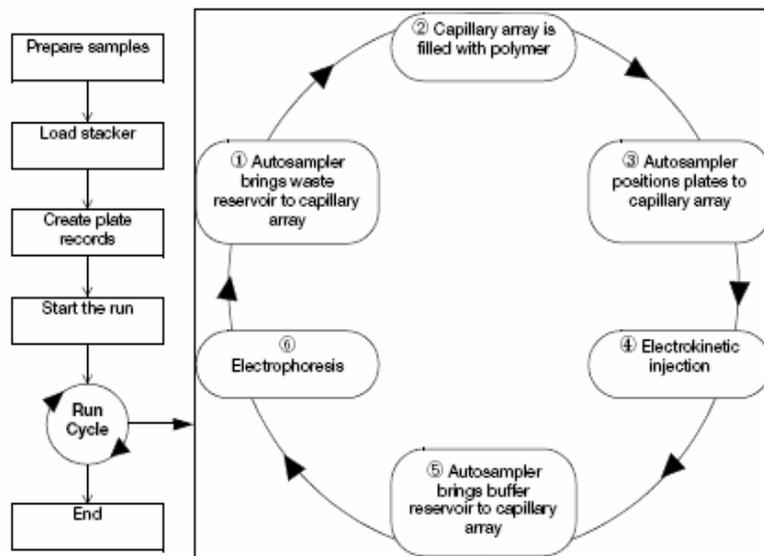 Prepare samples
Load stacker
Create plate
records
Start the run
Run
Cycle
End
① Autosampler
brings waste
reservoir to capillary
array
② Capillary array is
filled with polymer
③ Autosampler
positions plates to
capillary array
④ Electrokinetic
injection
⑤ Autosampler
brings buffer
reservoir to capillary
array
⑥
Electrophoresis